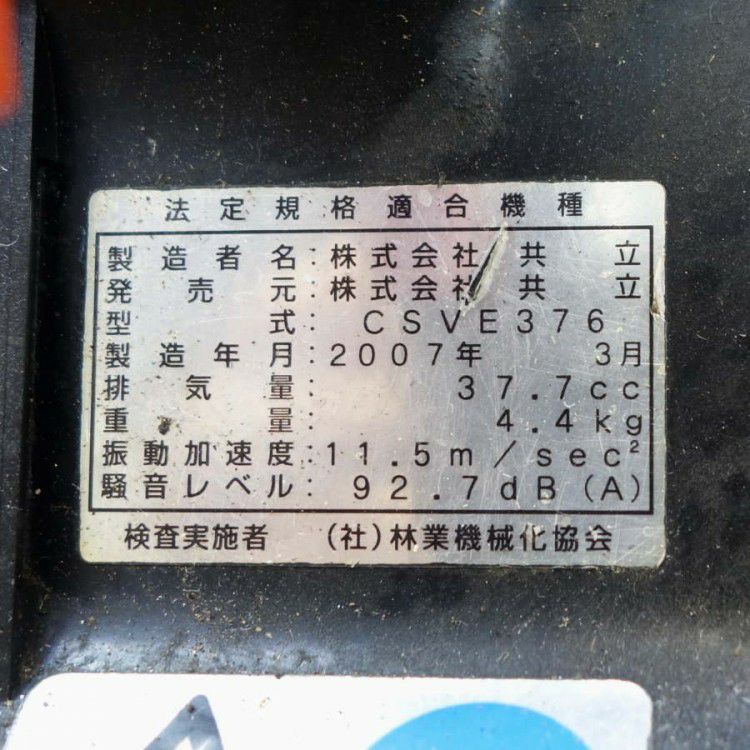 法定規格適合機種
製造者名:株式会社 共立
発売元:株式会社 共立
型式:CSVE376
製造年月:2007年 3月
排気量: 37.7cc
重量: 4.4kg
振動加速度:11.5m/sec²
騒音レベル: 92.7dB(A)
検査実施者 (社)林業機械化協会